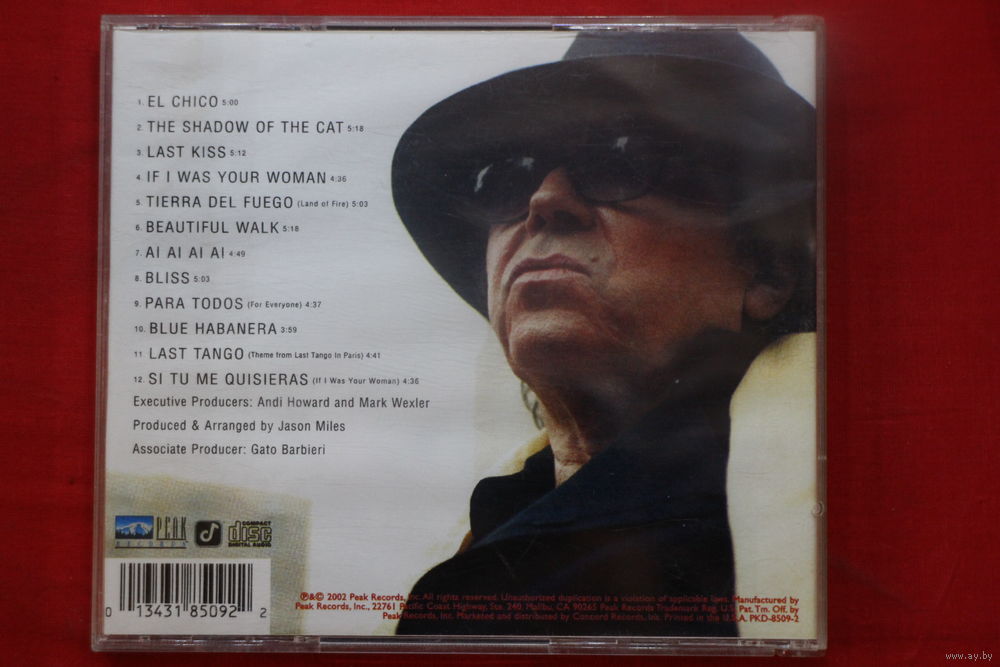 1. EL CHICO 5:00
2. THE SHADOW OF THE CAT 5:18
3. LAST KISS 5:12
4. IF I WAS YOUR WOMAN 4:36
5. TIERRA DEL FUEGO (Land of Fire) 5:03
6. BEAUTIFUL WALK 5:18
7. AI AI AI AI 4:49
8. BLISS 5:03
9. PARA TODOS (For Everyone) 4:37
10. BLUE HABANERA 3:59
11. LAST TANGO (Theme from Last Tango In Paris) 4:41
12. SI TU ME QUISIERAS (If I Was Your Woman) 4:36
Executive Producers: Andi Howard and Mark Wexler
Produced & Arranged by Jason Miles
Associate Producer: Gato Barbieri
PEAK
RECORDS
COMPACT
disc
DIGITAL AUDIO
0 13431 85092 2
℗&© 2002 Peak Records, Inc. All rights reserved. Unauthorized duplication is a violation of applicable laws. Manufactured by
Peak Records, Inc., 22761 Pacific Coast Highway, Ste. 240, Malibu, CA 90265 Peak Records Trademark Reg. U.S. Pat. Tm. Off. by
Peak Records, Inc. Marketed and distributed by Concord Records, Inc. Printed in the U.S.A. PKD-8509-2
www.ay.by